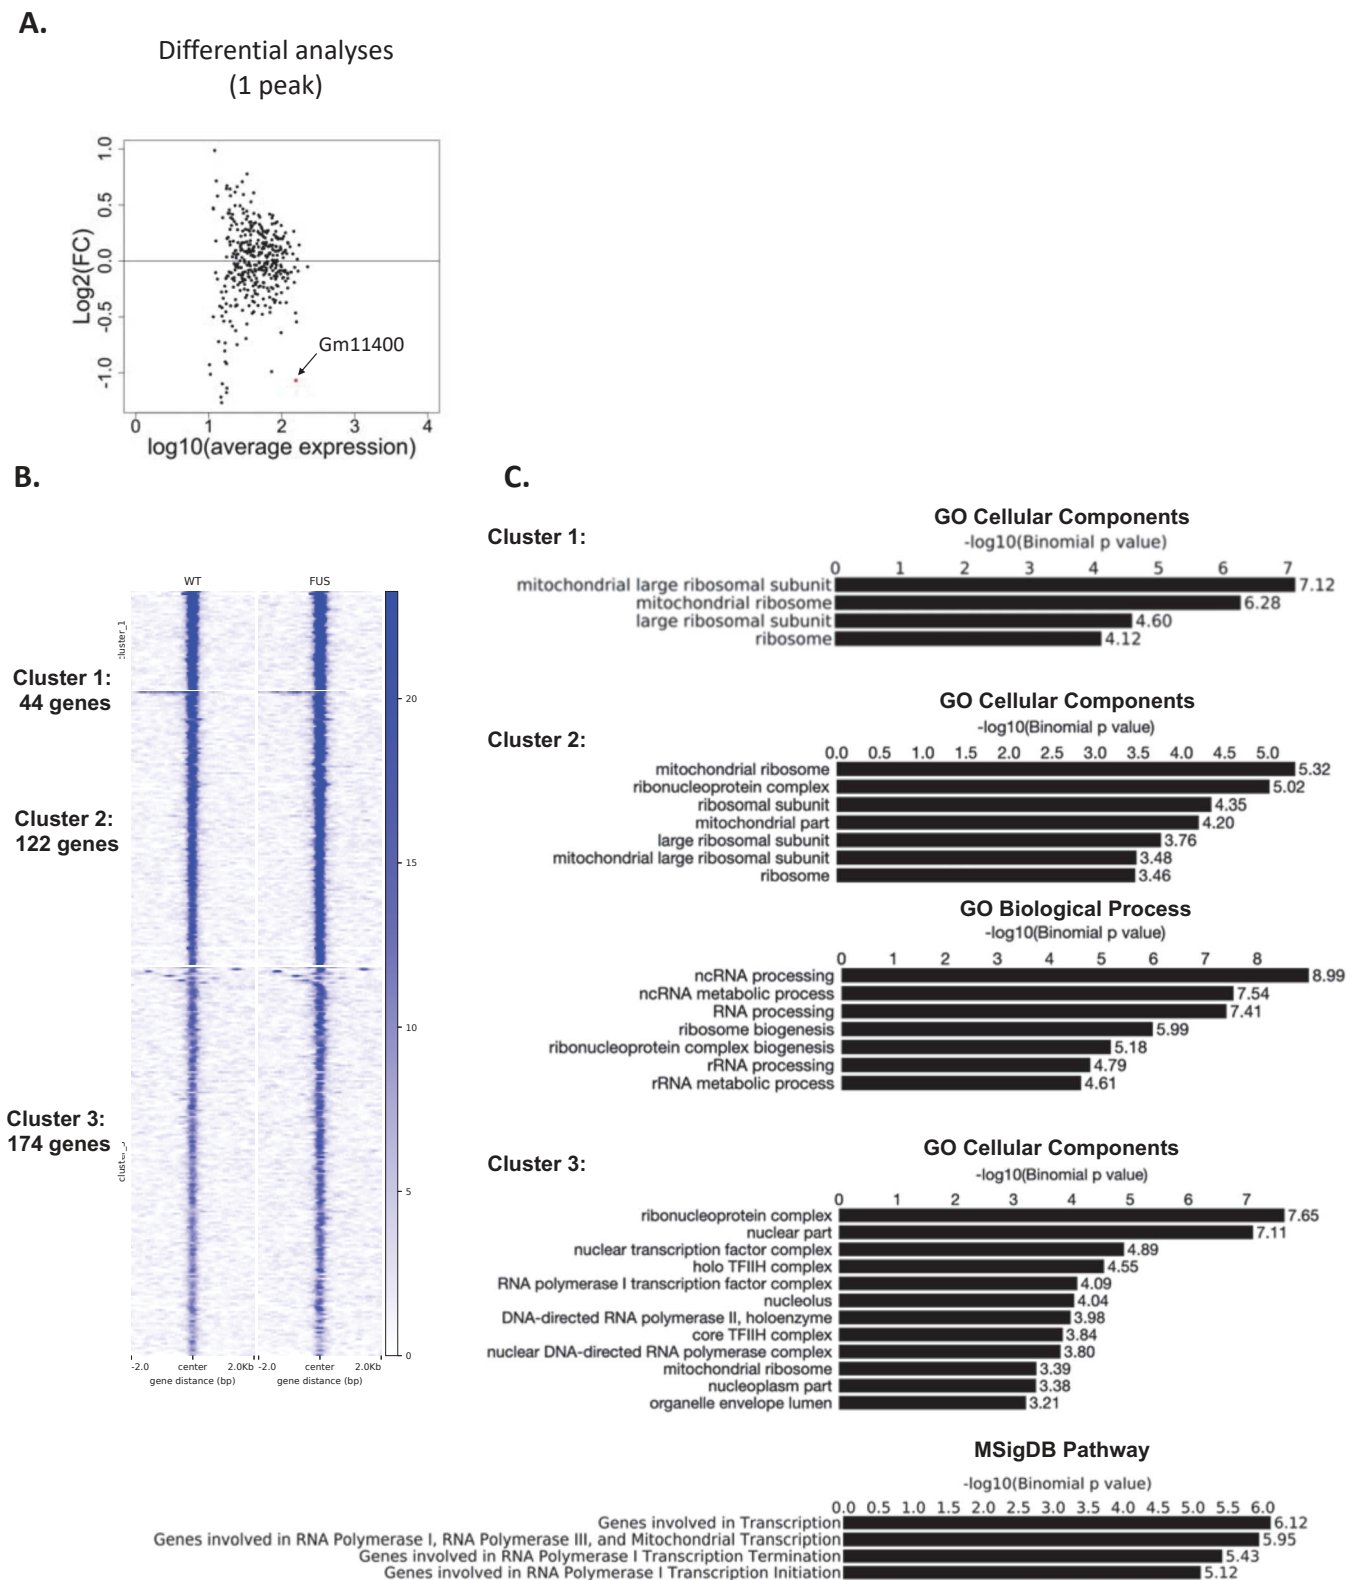 A.
Differential analyses
(1 peak)
Log2(FC)
1.0
0.5
0.0
-0.5
-1.0
Gm11400
0 1 2 3 4
log10(average expression)
B.
WT FUS
cluster_1
Cluster 1:
44 genes
Cluster 2:
122 genes
Cluster 3:
174 genes
20
15
10
5
0
-2.0 center 2.0Kb -2.0 center 2.0Kb
gene distance (bp) gene distance (bp)
C.
Cluster 1:
GO Cellular Components
-log10(Binomial p value)
0 1 2 3 4 5 6 7
mitochondrial large ribosomal subunit 7.12
mitochondrial ribosome 6.28
large ribosomal subunit 4.60
ribosome 4.12
Cluster 2:
GO Cellular Components
-log10(Binomial p value)
0.0 0.5 1.0 1.5 2.0 2.5 3.0 3.5 4.0 4.5 5.0
mitochondrial ribosome 5.32
ribonucleoprotein complex 5.02
ribosomal subunit 4.35
mitochondrial part 4.20
large ribosomal subunit 3.76
mitochondrial large ribosomal subunit 3.48
ribosome 3.46
GO Biological Process
-log10(Binomial p value)
0 1 2 3 4 5 6 7 8
ncRNA processing 8.99
ncRNA metabolic process 7.54
RNA processing 7.41
ribosome biogenesis 5.99
ribonucleoprotein complex biogenesis 5.18
rRNA processing 4.79
rRNA metabolic process 4.61
Cluster 3:
GO Cellular Components
-log10(Binomial p value)
0 1 2 3 4 5 6 7
ribonucleoprotein complex 7.65
nuclear part 7.11
nuclear transcription factor complex 4.89
holo TFIIH complex 4.55
RNA polymerase I transcription factor complex 4.09
nucleolus 4.04
DNA-directed RNA polymerase II, holoenzyme 3.98
core TFIIH complex 3.84
nuclear DNA-directed RNA polymerase complex 3.80
mitochondrial ribosome 3.39
nucleoplasm part 3.38
organelle envelope lumen 3.21
MSigDB Pathway
-log10(Binomial p value)
0.0 0.5 1.0 1.5 2.0 2.5 3.0 3.5 4.0 4.5 5.0 5.5 6.0
Genes involved in Transcription 6.12
Genes involved in RNA Polymerase I, RNA Polymerase III, and Mitochondrial Transcription 5.95
Genes involved in RNA Polymerase I Transcription Termination 5.43
Genes involved in RNA Polymerase I Transcription Initiation 5.12